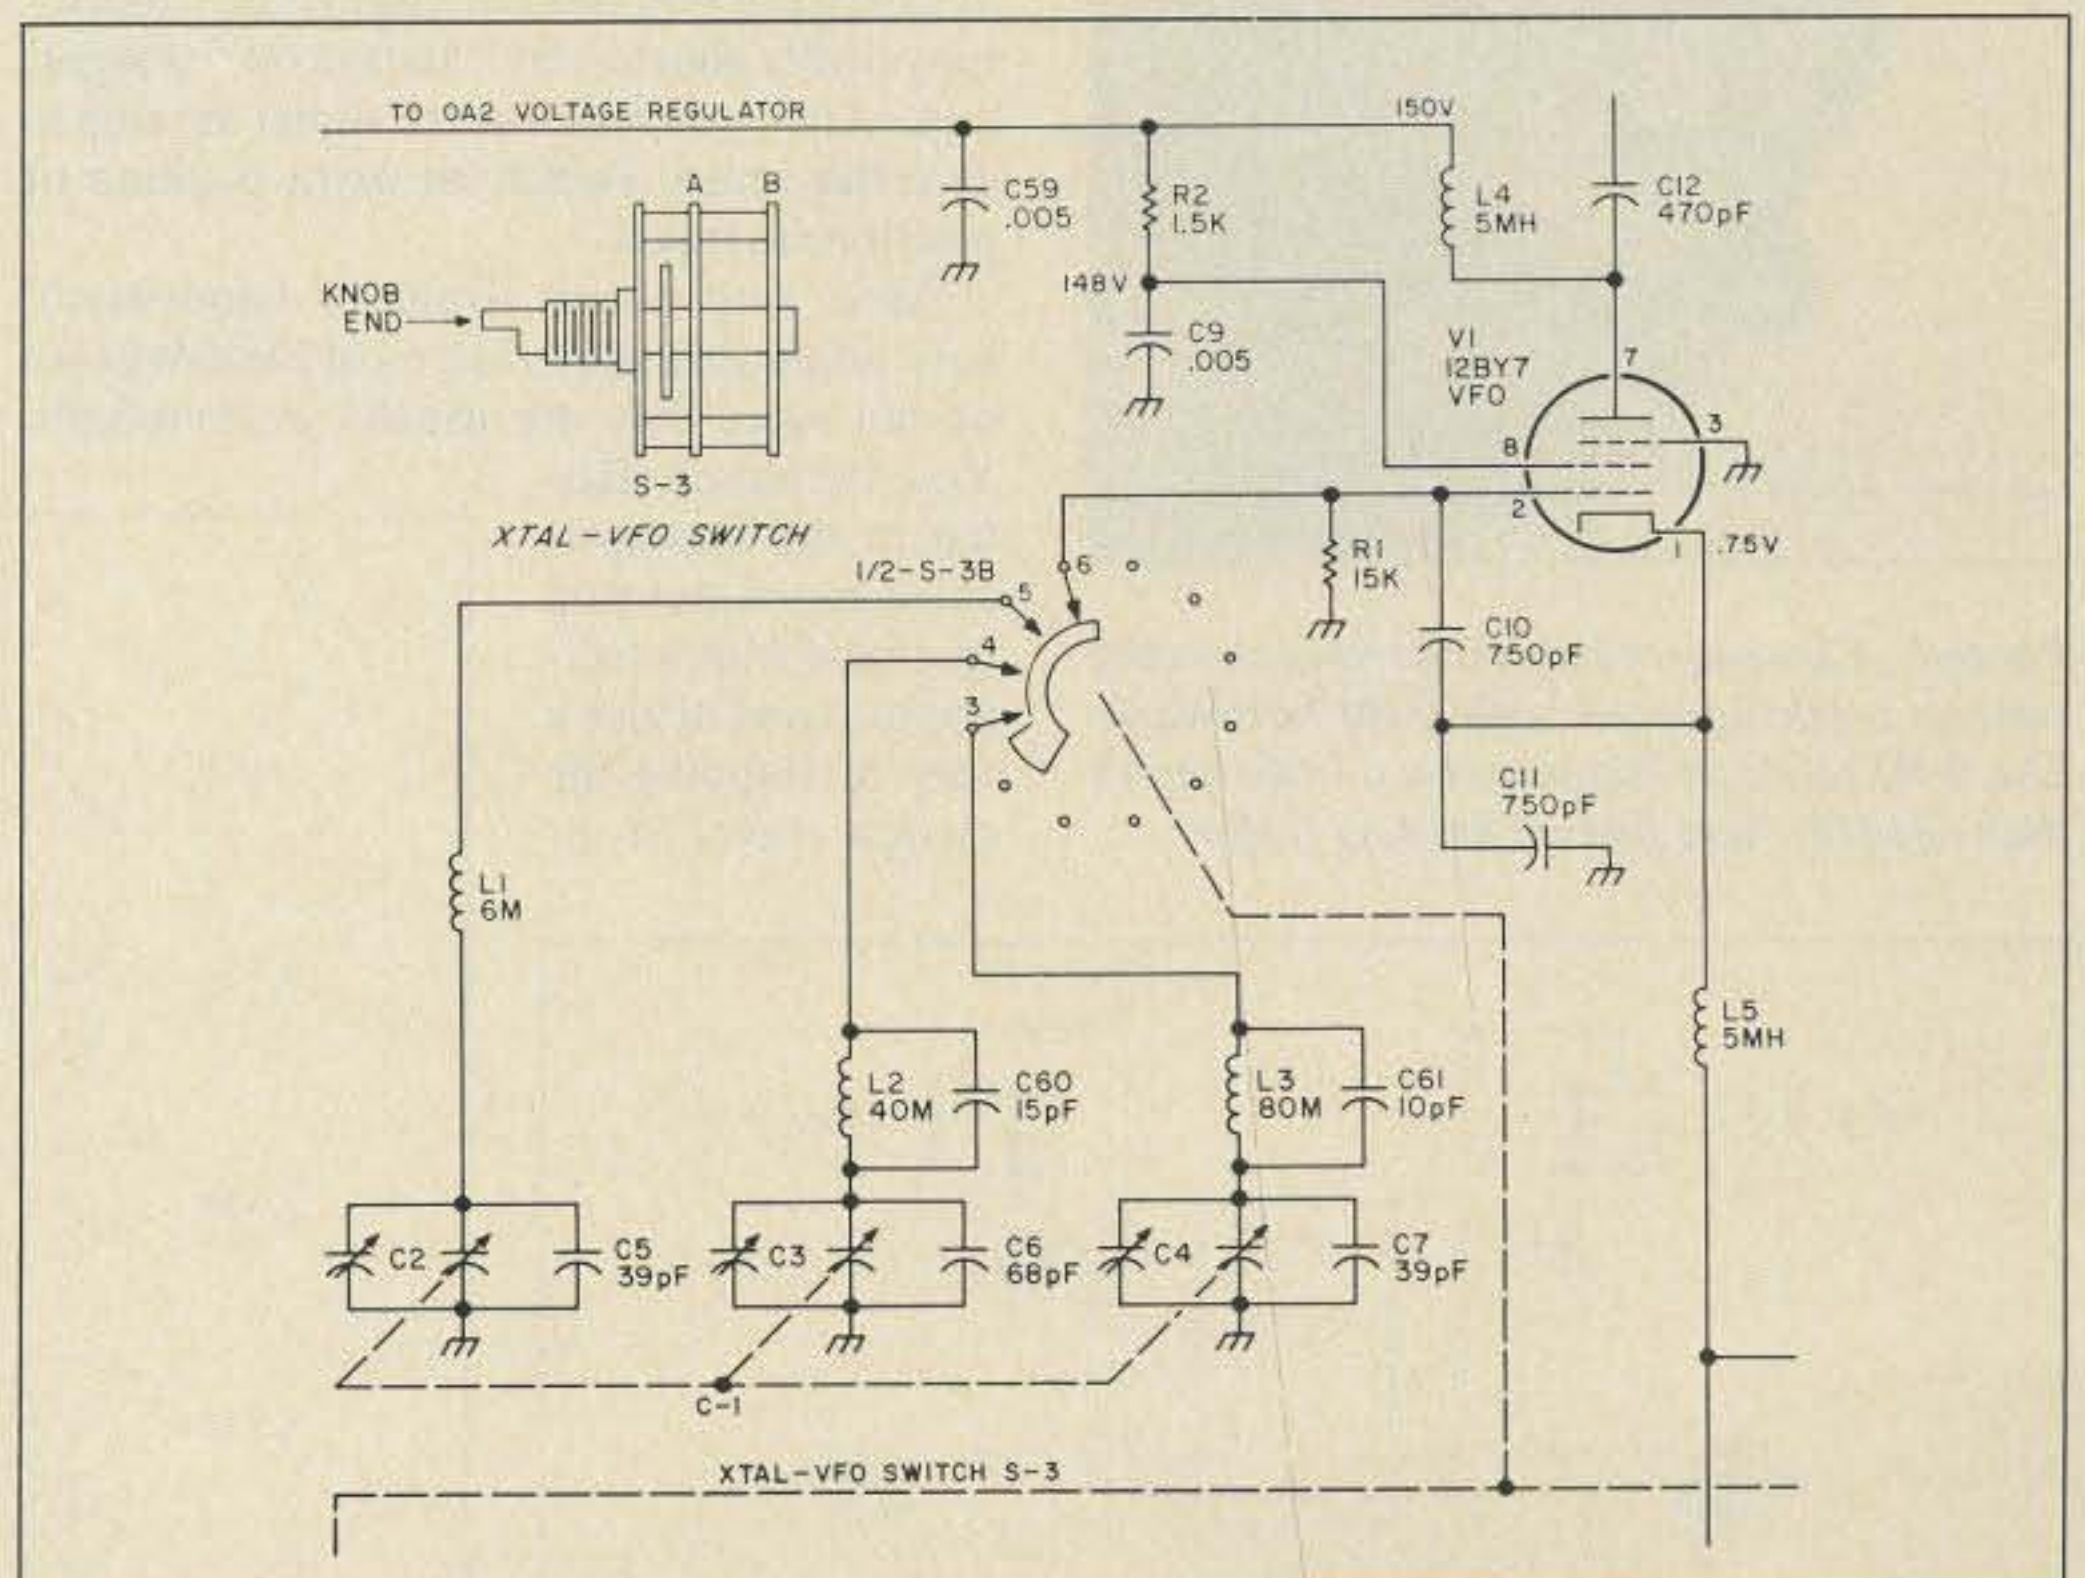 TO OA2 VOLTAGE REGULATOR
150V
A B
C59
.005
R2
1.5K
L4
5MH
C12
470pF
KNOB
END
148V
C9
.005
V1
12BY7
VFO
7
3
8
2
1
.75V
S-3
XTAL-VFO SWITCH
1/2-S-3B
6
5
4
3
R1
15K
C10
750pF
C11
750pF
L1
6M
L5
5MH
L2
40M
C60
15pF
L3
80M
C61
10pF
C2
C5
39pF
C3
C6
68pF
C4
C7
39pF
C-1
XTAL-VFO SWITCH S-3